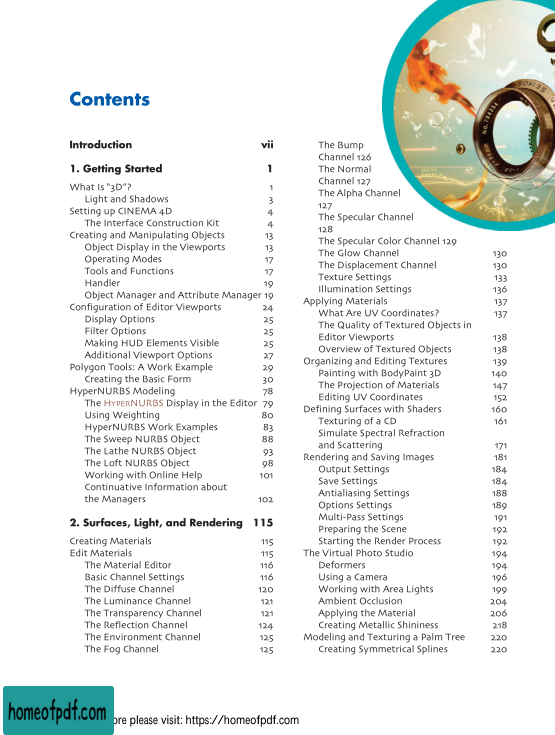 Contents
Introduction vii
1. Getting Started 1
What Is “3D”? 1
Light and Shadows 3
Setting up CINEMA 4D 4
The Interface Construction Kit 4
Creating and Manipulating Objects 13
Object Display in the Viewports 13
Operating Modes 17
Tools and Functions 17
Handler 19
Object Manager and Attribute Manager 19
Configuration of Editor Viewports 24
Display Options 25
Filter Options 25
Making HUD Elements Visible 25
Additional Viewport Options 27
Polygon Tools: A Work Example 29
Creating the Basic Form 30
HyperNURBS Modeling 78
The HYPERNURBS Display in the Editor 79
Using Weighting 80
HyperNURBS Work Examples 83
The Sweep NURBS Object 88
The Lathe NURBS Object 93
The Loft NURBS Object 98
Working with Online Help 101
Continuative Information about
the Managers 102
2. Surfaces, Light, and Rendering 115
Creating Materials 115
Edit Materials 115
The Material Editor 116
Basic Channel Settings 116
The Diffuse Channel 120
The Luminance Channel 121
The Transparency Channel 121
The Reflection Channel 124
The Environment Channel 125
The Fog Channel 125
The Bump
Channel 126
The Normal
Channel 127
The Alpha Channel
127
The Specular Channel
128
The Specular Color Channel 129
The Glow Channel 130
The Displacement Channel 130
Texture Settings 133
Illumination Settings 136
Applying Materials 137
What Are UV Coordinates? 137
The Quality of Textured Objects in
Editor Viewports 138
Overview of Textured Objects 138
Organizing and Editing Textures 139
Painting with BodyPaint 3D 140
The Projection of Materials 147
Editing UV Coordinates 152
Defining Surfaces with Shaders 160
Texturing of a CD 161
Simulate Spectral Refraction
and Scattering 171
Rendering and Saving Images 181
Output Settings 184
Save Settings 184
Antialiasing Settings 188
Options Settings 189
Multi-Pass Settings 191
Preparing the Scene 192
Starting the Render Process 192
The Virtual Photo Studio 194
Deformers 194
Using a Camera 196
Working with Area Lights 199
Ambient Occlusion 204
Applying the Material 206
Creating Metallic Shininess 218
Modeling and Texturing a Palm Tree 220
Creating Symmetrical Splines 220
homeofpdf.com
ore please visit: https://homeofpdf.com